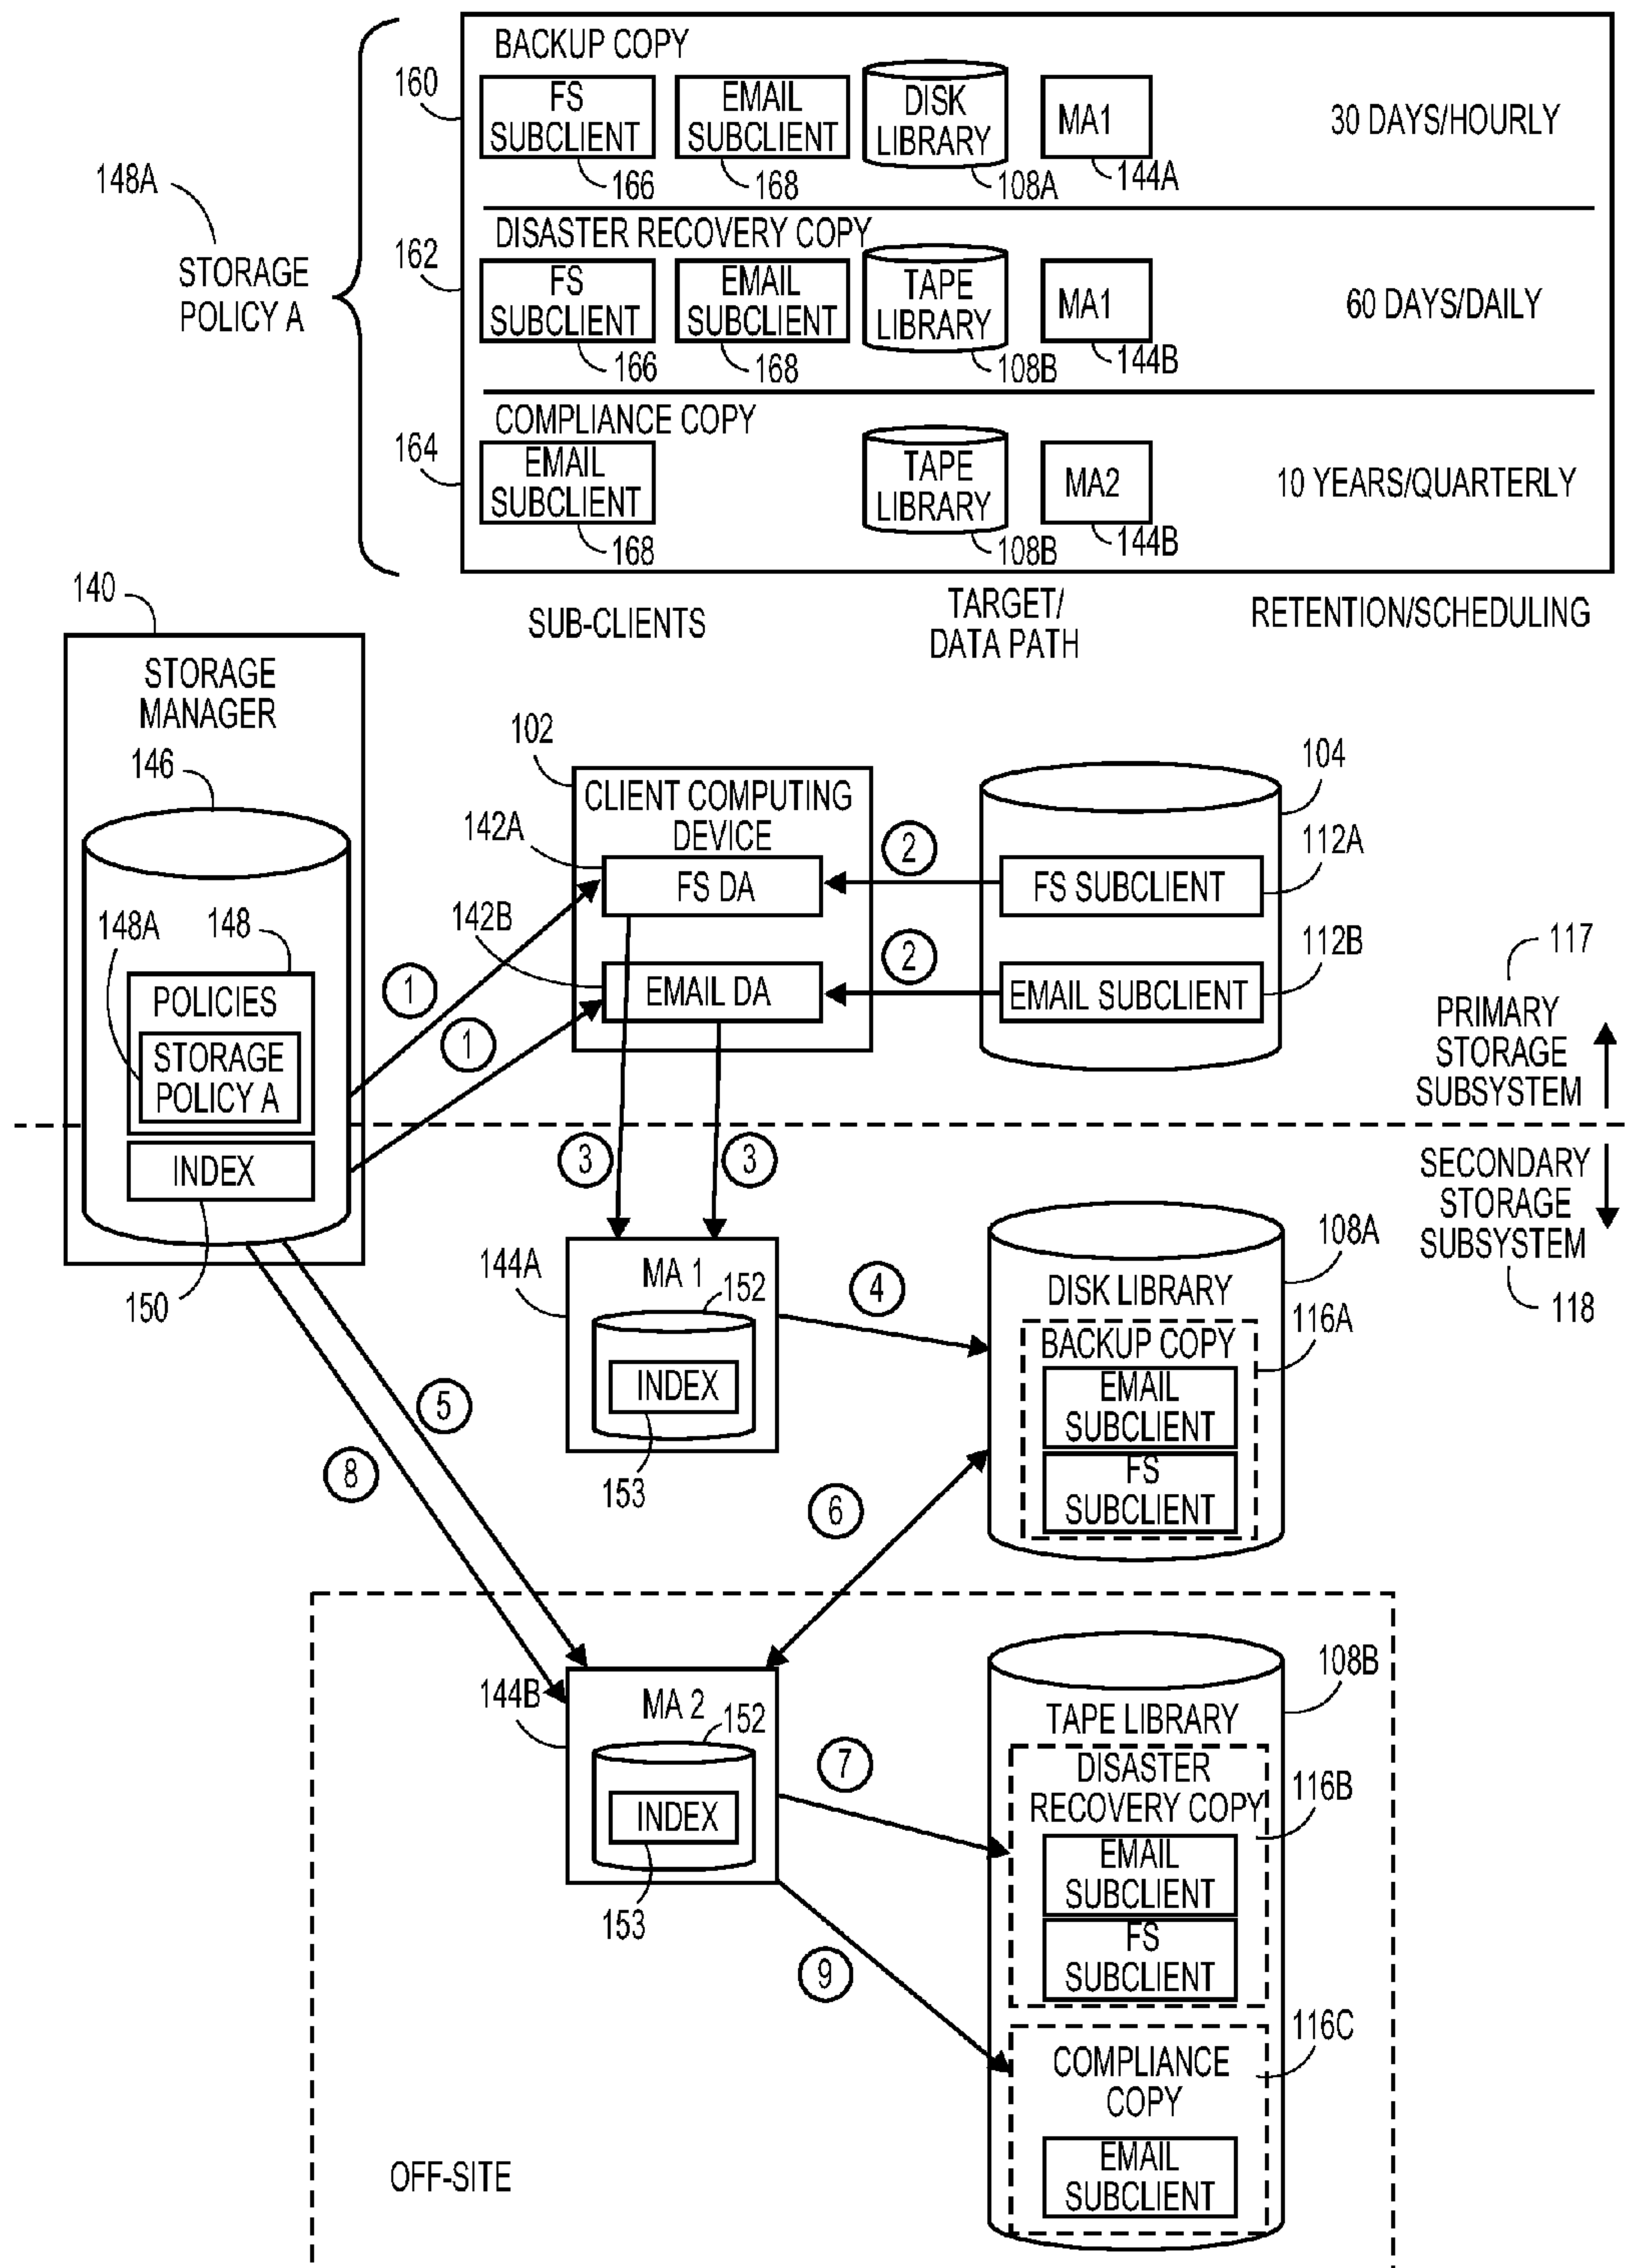 BACKUP COPY
160
FS
SUBCLIENT
166
EMAIL
SUBCLIENT
168
DISK
LIBRARY
108A
MA1
144A
30 DAYS/HOURLY
148A
STORAGE
POLICY A
DISASTER RECOVERY COPY
162
FS
SUBCLIENT
166
EMAIL
SUBCLIENT
168
TAPE
LIBRARY
108B
MA1
144B
60 DAYS/DAILY
COMPLIANCE COPY
164
EMAIL
SUBCLIENT
168
TAPE
LIBRARY
108B
MA2
144B
10 YEARS/QUARTERLY
SUB-CLIENTS
TARGET/
DATA PATH
RETENTION/SCHEDULING
140
STORAGE
MANAGER
146
148A
148
POLICIES
STORAGE
POLICY A
INDEX
150
102
CLIENT COMPUTING
DEVICE
142A
FS DA
142B
EMAIL DA
104
FS SUBCLIENT
112A
EMAIL SUBCLIENT
112B
1
1
2
2
117
PRIMARY
STORAGE
SUBSYSTEM
SECONDARY
STORAGE
SUBSYSTEM
118
3
3
144A
MA 1
152
INDEX
153
4
108A
DISK LIBRARY
116A
BACKUP COPY
EMAIL
SUBCLIENT
FS
SUBCLIENT
5
8
6
144B
MA 2
152
INDEX
153
7
9
108B
TAPE LIBRARY
DISASTER
RECOVERY COPY
116B
EMAIL
SUBCLIENT
FS
SUBCLIENT
116C
COMPLIANCE
COPY
EMAIL
SUBCLIENT
OFF-SITE